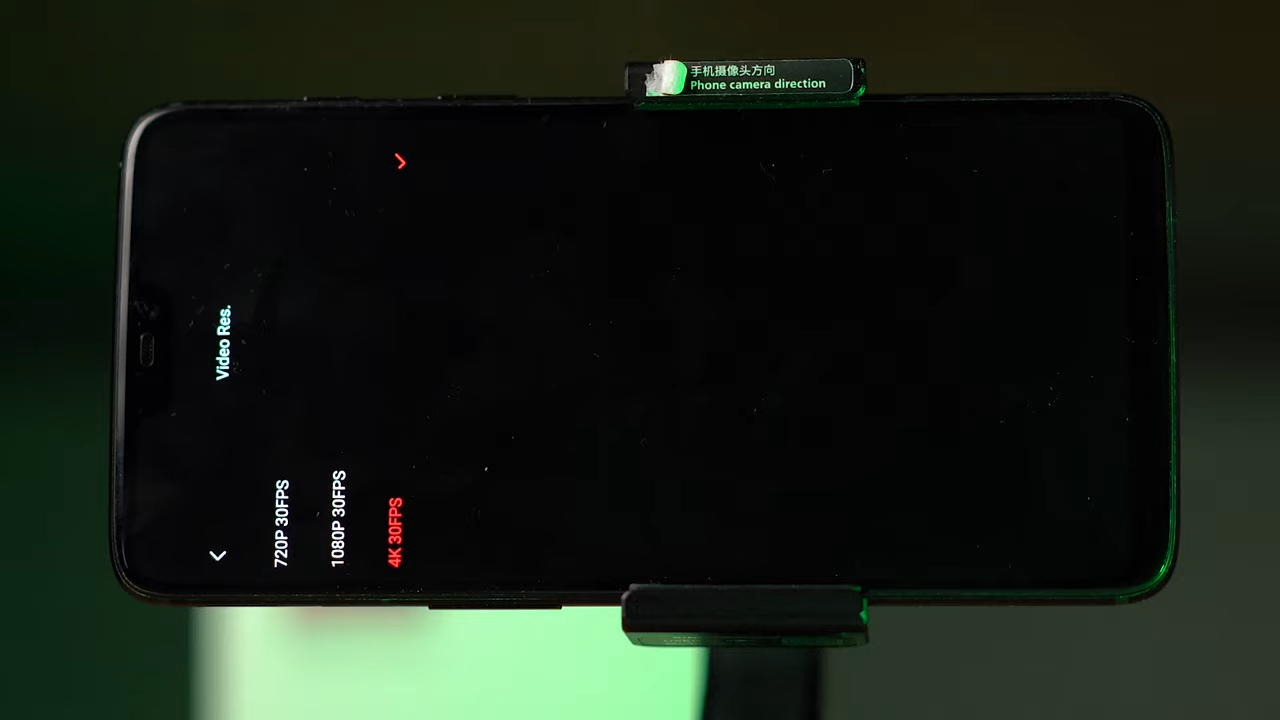 手机摄像头方向
Phone camera direction
Video Res.
720P 30FPS
1080P 30FPS
4K 30FPS